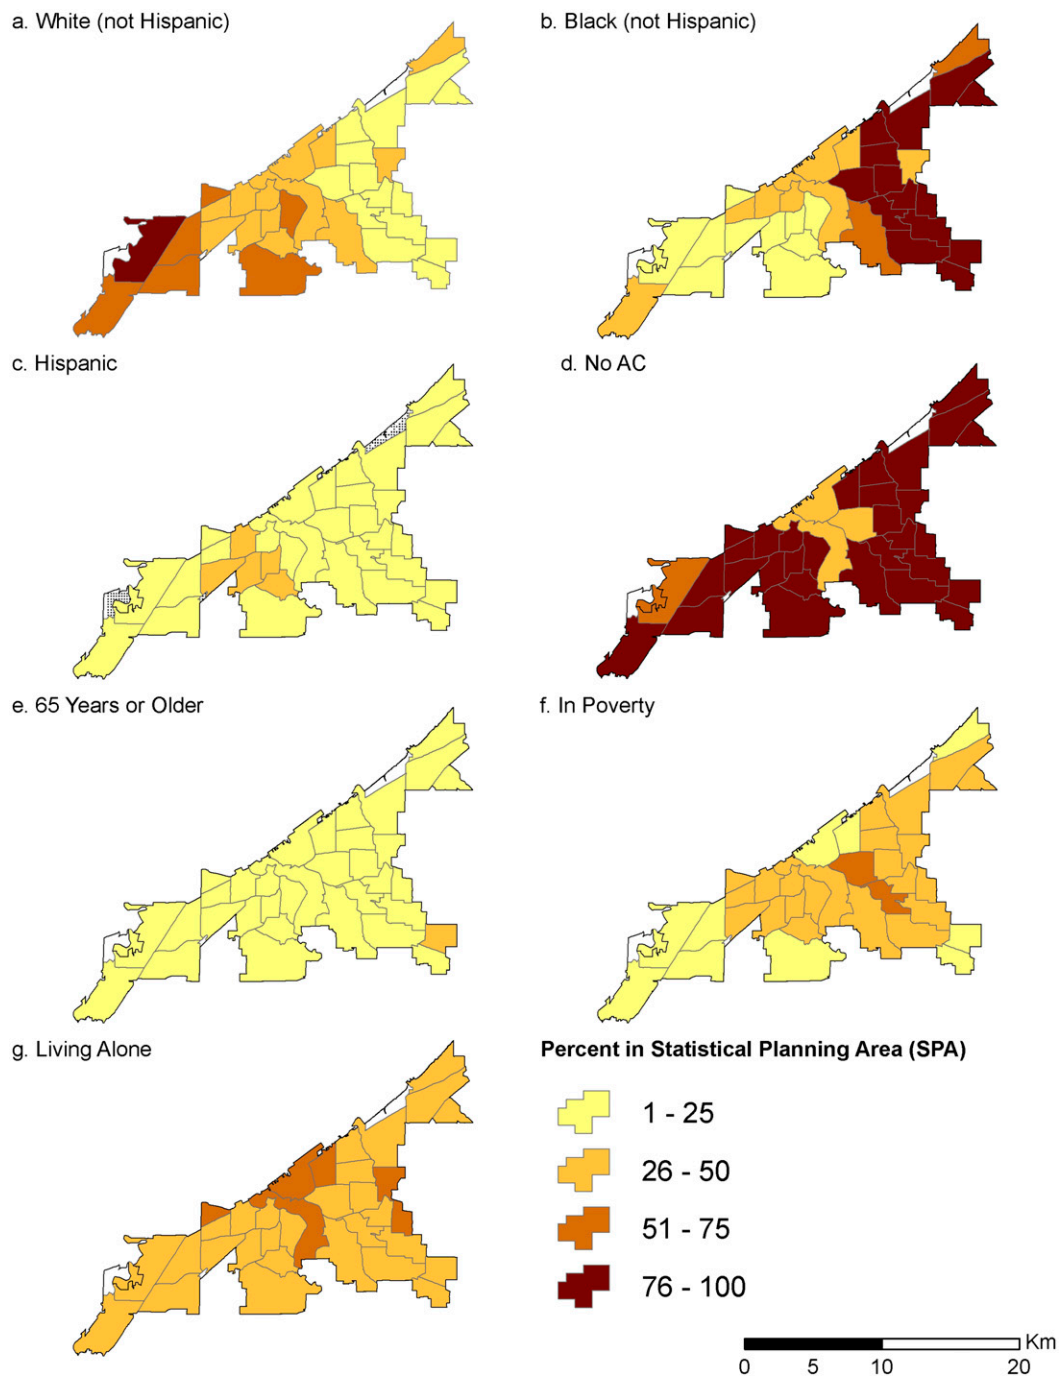 a. White (not Hispanic)
b. Black (not Hispanic)
c. Hispanic
d. No AC
e. 65 Years or Older
f. In Poverty
g. Living Alone
Percent in Statistical Planning Area (SPA)
1 - 25
26 - 50
51 - 75
76 - 100
Km
0 5 10 20